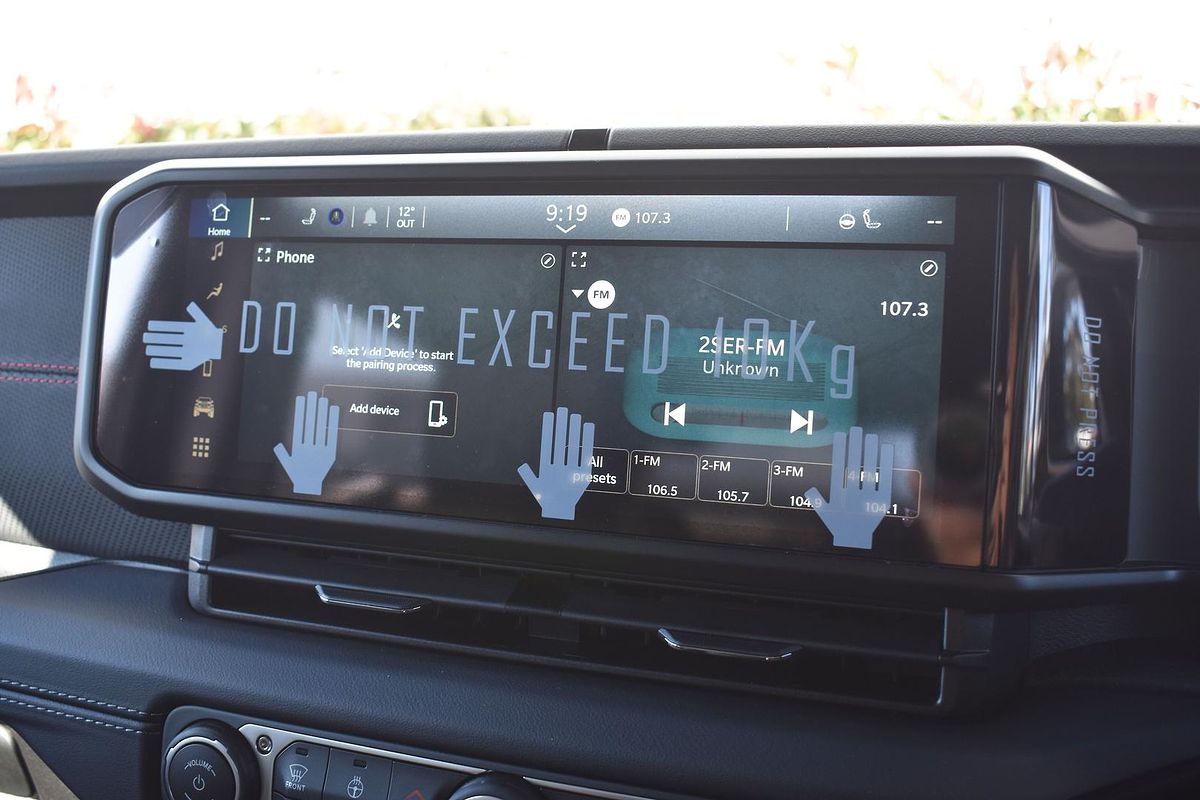 Home
--
12°
OUT
9:19
FM 107.3
--
Phone
FM
107.3
DO NOT EXCEED 10Kg
Select 'Add Device' to start
the pairing process.
2SER-FM
Unknown
Add device
All
presets
1-FM
106.5
2-FM
105.7
3-FM
104.9
4-FM
104.1
DO NOT PRESS
VOLUME
FRONT